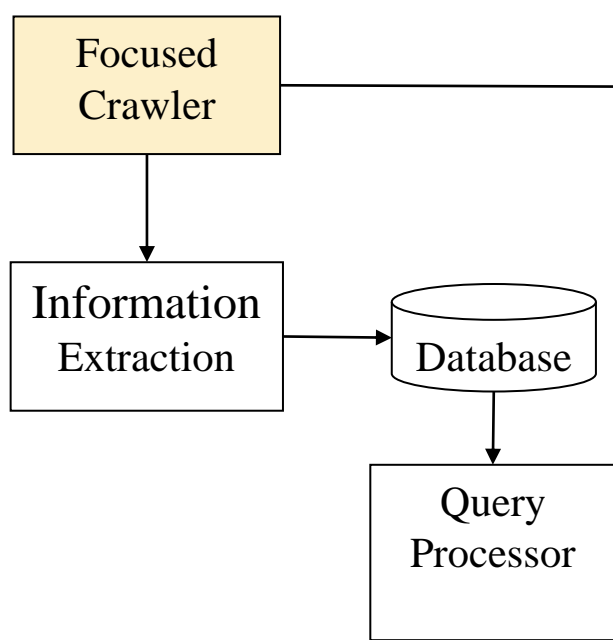 Focused
Crawler
Information
Extraction
Database
Query
Processor